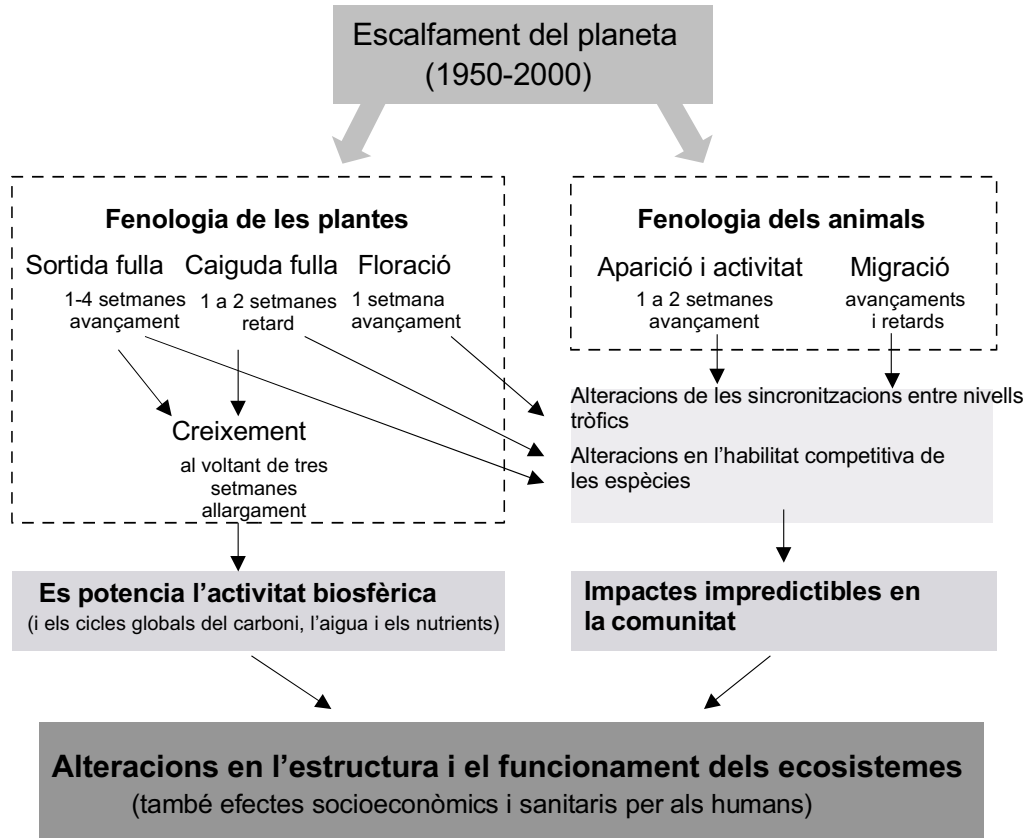 Escalfament del planeta
(1950-2000)
Fenologia de les plantes
Sortida fulla
1-4 setmanes
avançament
Caiguda fulla
1 a 2 setmanes
retard
Floració
1 setmana
avançament
Creixement
al voltant de tres
setmanes
allargament
Fenologia dels animals
Aparició i activitat
1 a 2 setmanes
avançament
Migració
avançaments
i retards
Alteracions de les sincronitzacions entre nivells
tròfics
Alteracions en l’habilitat competitiva de
les espècies
Es potencia l’activitat biosfèrica
(i els cicles globals del carboni, l’aigua i els nutrients)
Impactes impredictibles en
la comunitat
Alteracions en l’estructura i el funcionament dels ecosistemes
(també efectes socioeconòmics i sanitaris per als humans)